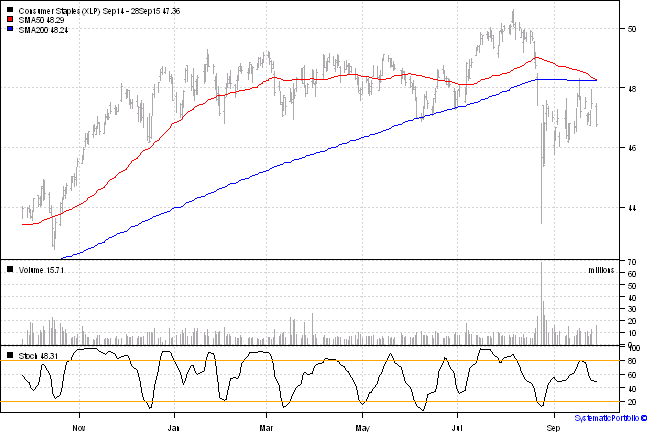 Consumer Staples (XLP) Sep14 - 28Sep15 47.36
SMA50 48.29
SMA200 48.24
50
48
46
44
Volume 15.71
millions
70
60
50
40
30
20
10
Stoch 48.31
100
80
60
40
20
Nov Jan Mar May Jul Sep
SystematicPortfolio ©